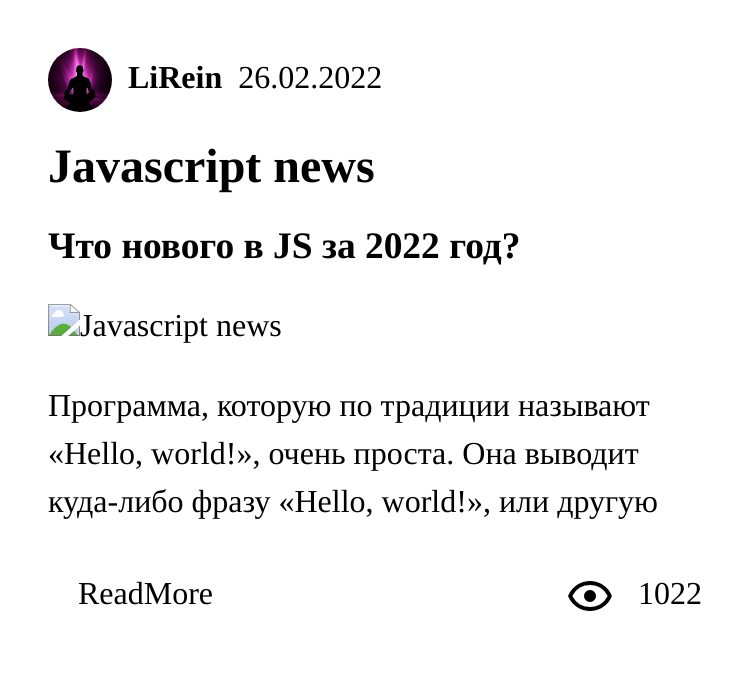 LiRein 26.02.2022
Javascript news
Что нового в JS за 2022 год?
Javascript news
Программа, которую по традиции называют
«Hello, world!», очень проста. Она выводит
куда-либо фразу «Hello, world!», или другую
ReadMore 1022